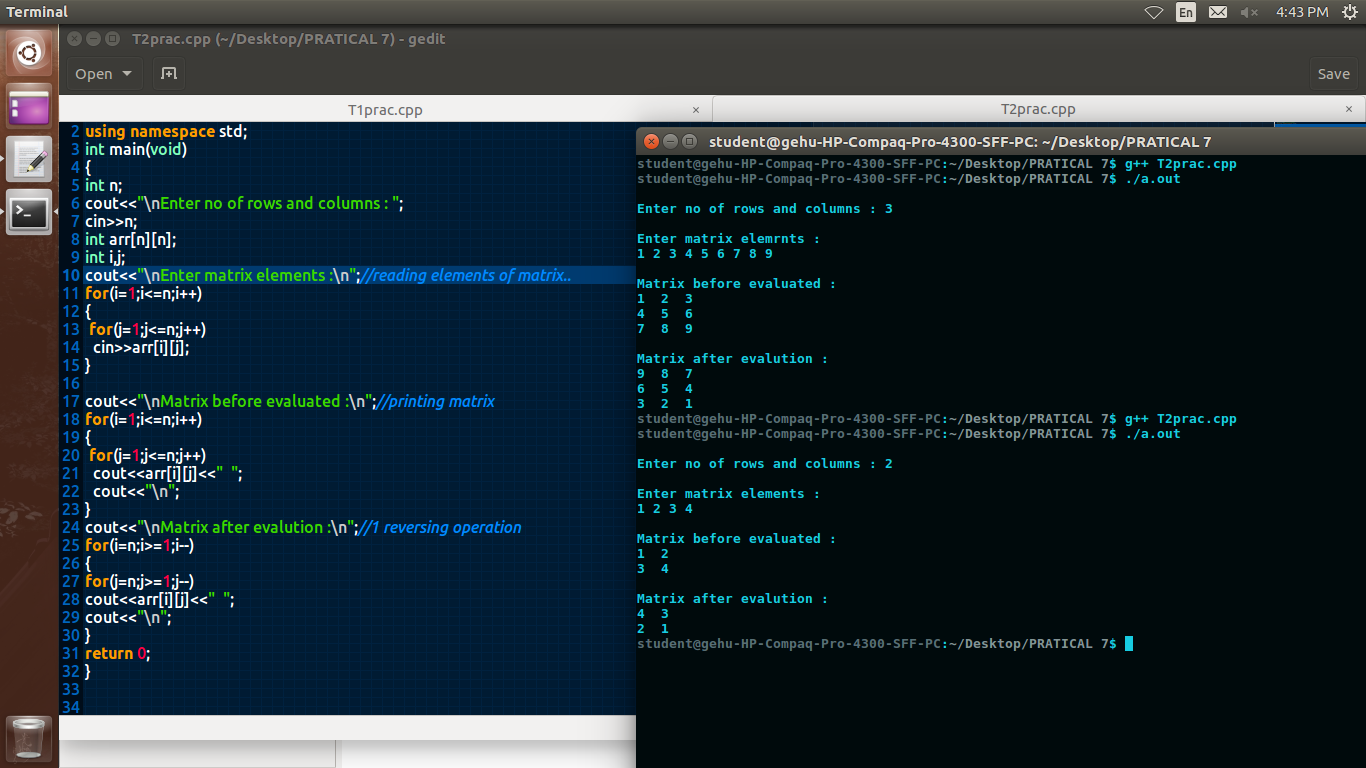 Terminal
En
4:43 PM
T2prac.cpp (~/Desktop/PRATICAL 7) - gedit
Open
Save
T1prac.cpp ×
T2prac.cpp ×
2 using namespace std;
3 int main(void)
4 {
5 int n;
6 cout<<"\nEnter no of rows and columns : ";
7 cin>>n;
8 int arr[n][n];
9 int i,j;
10 cout<<"\nEnter matrix elements :\n";//reading elements of matrix..
11 for(i=1;i<=n;i++)
12 {
13  for(j=1;j<=n;j++)
14   cin>>arr[i][j];
15 }
16
17 cout<<"\nMatrix before evaluated :\n";//printing matrix
18 for(i=1;i<=n;i++)
19 {
20  for(j=1;j<=n;j++)
21   cout<<arr[i][j]<<"  ";
22   cout<<"\n";
23 }
24 cout<<"\nMatrix after evalution :\n";//1 reversing operation
25 for(i=n;i>=1;i--)
26 {
27 for(j=n;j>=1;j--)
28 cout<<arr[i][j]<<"  ";
29 cout<<"\n";
30 }
31 return 0;
32 }
33
34
student@gehu-HP-Compaq-Pro-4300-SFF-PC: ~/Desktop/PRATICAL 7
student@gehu-HP-Compaq-Pro-4300-SFF-PC:~/Desktop/PRATICAL 7$ g++ T2prac.cpp
student@gehu-HP-Compaq-Pro-4300-SFF-PC:~/Desktop/PRATICAL 7$ ./a.out
Enter no of rows and columns : 3
Enter matrix elemrnts :
1 2 3 4 5 6 7 8 9
Matrix before evaluated :
1  2  3
4  5  6
7  8  9
Matrix after evalution :
9  8  7
6  5  4
3  2  1
student@gehu-HP-Compaq-Pro-4300-SFF-PC:~/Desktop/PRATICAL 7$ g++ T2prac.cpp
student@gehu-HP-Compaq-Pro-4300-SFF-PC:~/Desktop/PRATICAL 7$ ./a.out
Enter no of rows and columns : 2
Enter matrix elements :
1 2 3 4
Matrix before evaluated :
1  2
3  4
Matrix after evalution :
4  3
2  1
student@gehu-HP-Compaq-Pro-4300-SFF-PC:~/Desktop/PRATICAL 7$